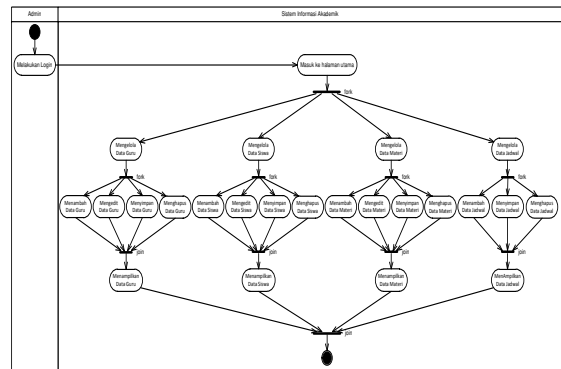 Admin
Sistem Informasi Akademik
Melakukan Login
Masuk ke halaman utama
fork
Mengelola
Data Guru
Mengelola
Data Siswa
Mengelola
Data Materi
Mengelola
Data Jadwal
fork
fork
fork
fork
Menambah
Data Guru
Mengedit
Data Guru
Menyimpan
Data Guru
Menghapus
Data Guru
Menambah
Data Siswa
Mengedit
Data Siswa
Menyimpan
Data Siswa
Menghapus
Data Siswa
Menambah
Data Materi
Mengedit
Data Materi
Menyimpan
Data Materi
Menghapus
Data Materi
Menambah
Data Jadwal
Menyimpan
Data Jadwal
Menghapus
Data Jadwal
join
join
join
join
Menampilkan
Data Guru
Menampilkan
Data Siswa
Menampilkan
Data Materi
MenAmpilkan
Data Jadwal
join